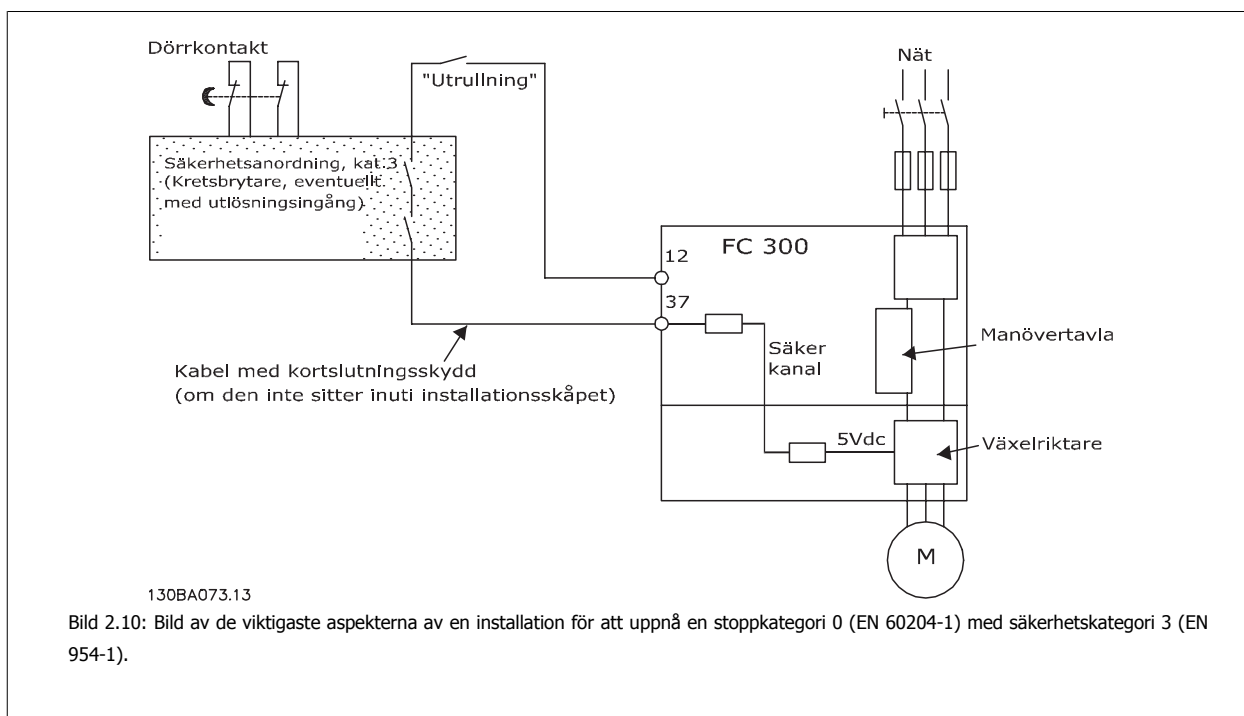 Dörrkontakt
"Utrullning"
Nät
Säkerhetsanordning, kat.3
(Kretsbrytare, eventuellt
med utlösningsingång)
12
FC 300
37
Säker
kanal
Manövertavla
Kabel med kortslutningsskydd
(om den inte sitter inuti installationsskåpet)
5Vdc
Växelriktare
M
130BA073.13
Bild 2.10: Bild av de viktigaste aspekterna av en installation för att uppnå en stoppkategori 0 (EN 60204-1) med säkerhetskategori 3 (EN
954-1).